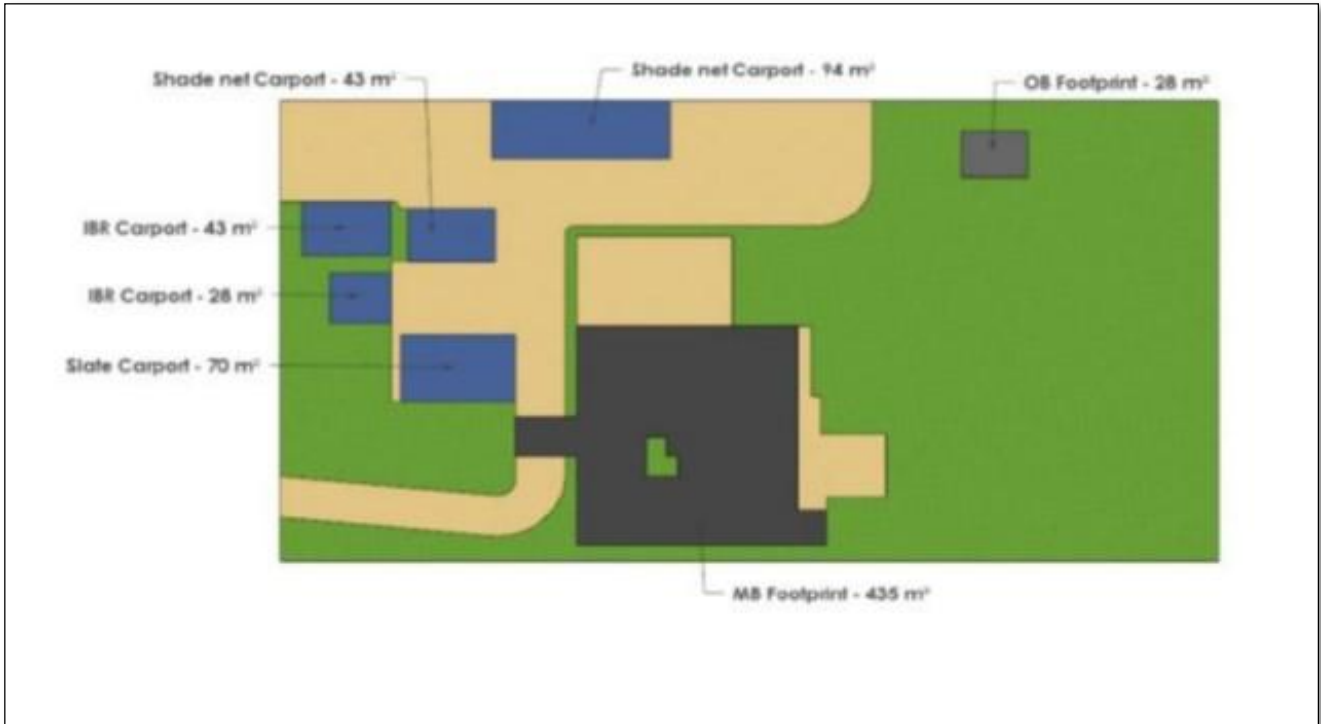 Shade net Carport - 43 m²
Shade net Carport - 94 m²
OB Footprint - 28 m²
IBR Carport - 43 m²
IBR Carport - 28 m²
Slate Carport - 70 m²
MB Footprint - 435 m²